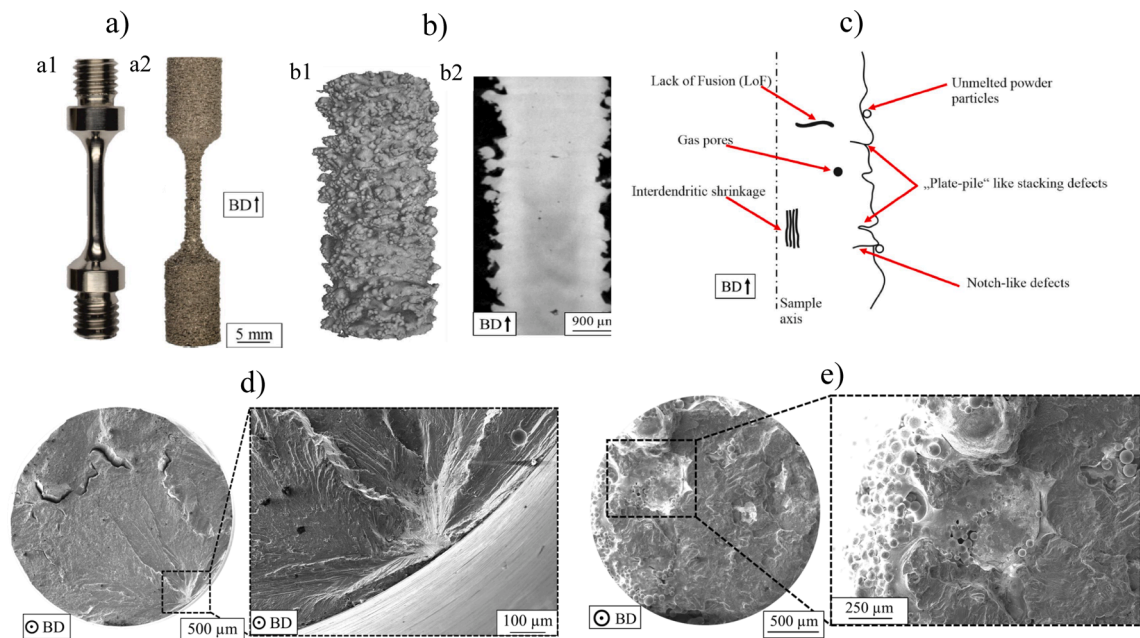 a)
a1
a2
BD↑
5 mm
b)
b1
b2
BD↑
900 µm
c)
Lack of Fusion (LoF)
Gas pores
Interdendritic shrinkage
BD↑
Sample
axis
Unmelted powder
particles
„Plate-pile“ like stacking defects
Notch-like defects
d)
⊙ BD
500 µm
⊙ BD
100 µm
e)
⊙ BD
500 µm
250 µm